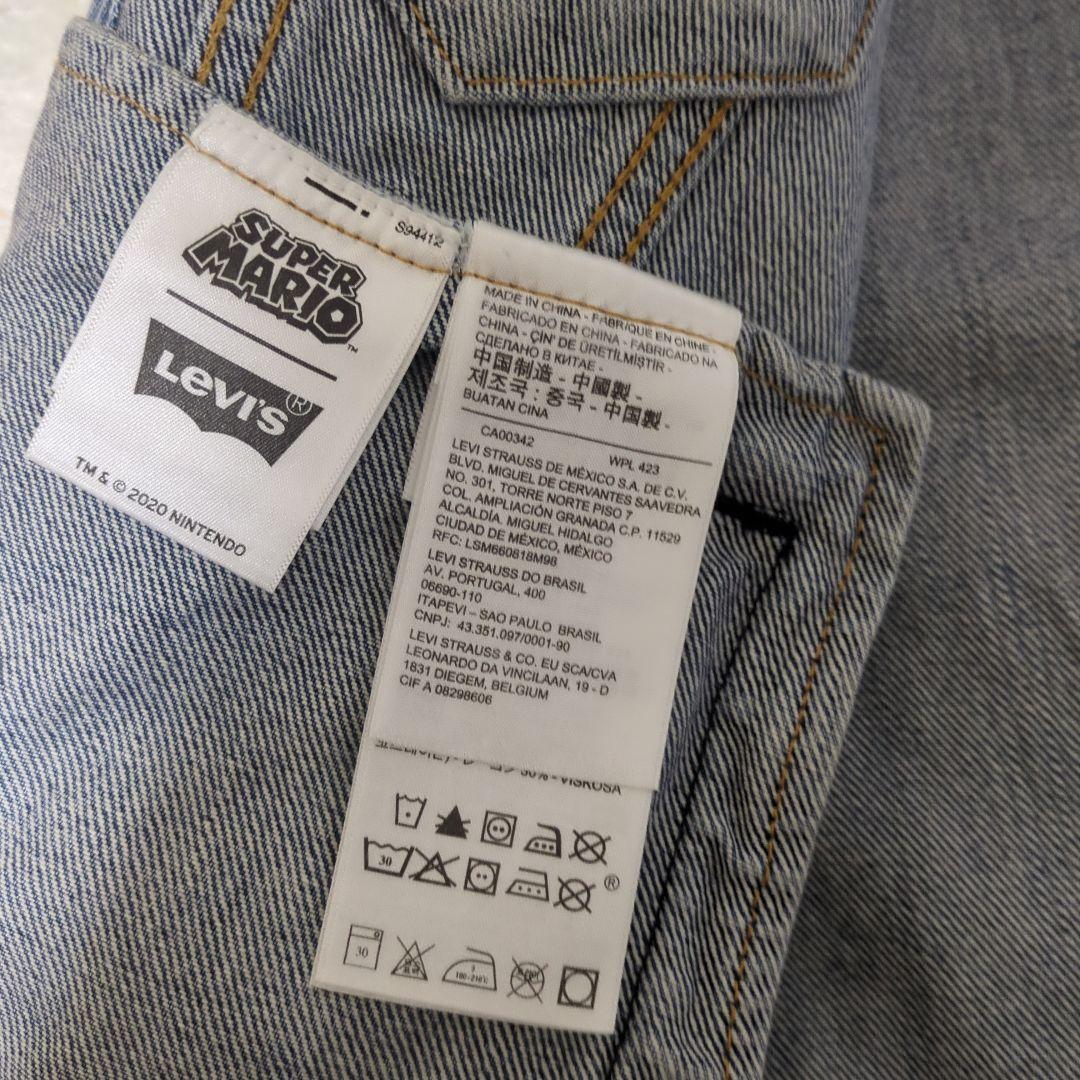 S94412
SUPER
MARIO™
Levi's®
TM & © 2020 NINTENDO
MADE IN CHINA - FABRIQUE EN CHINE -
FABRICADO EN CHINA - FABRICADO NA
CHINA - ÇİN' DE ÜRETİLMİŞTİR -
СДЕЛАНО В КИТАЕ -
中国制造 - 中國製 -
제조국 : 중국 - 中国製 -
BUATAN CINA
CA00342 WPL 423
LEVI STRAUSS DE MÉXICO S.A. DE C.V.
BLVD. MIGUEL DE CERVANTES SAAVEDRA
NO. 301, TORRE NORTE PISO 7
COL. AMPLIACIÓN GRANADA C.P. 11529
ALCALDÍA. MIGUEL HIDALGO
CIUDAD DE MÉXICO, MÉXICO
RFC: LSM660818M98
LEVI STRAUSS DO BRASIL
AV. PORTUGAL, 400
06690-110
ITAPEVI – SAO PAULO BRASIL
CNPJ: 43.351.097/0001-90
LEVI STRAUSS & CO. EU SCA/CVA
LEONARDO DA VINCILAAN, 19 - D
1831 DIEGEM, BELGIUM
CIF A 08298606
30% - VISKOSA
30
®
30
3
180-210℃